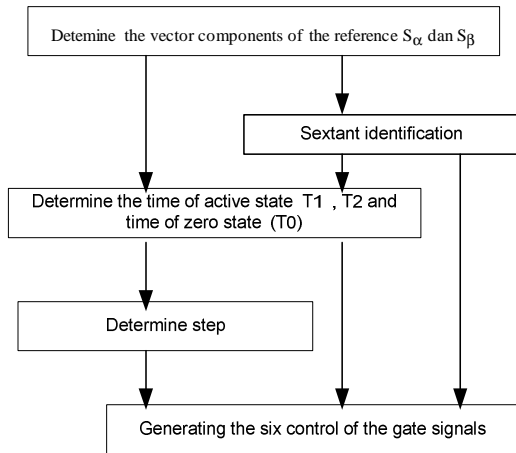 Detemine the vector components of the reference Sα dan Sβ
Sextant identification
Determine the time of active state T1 , T2 and
time of zero state (T0)
Determine step
Generating the six control of the gate signals